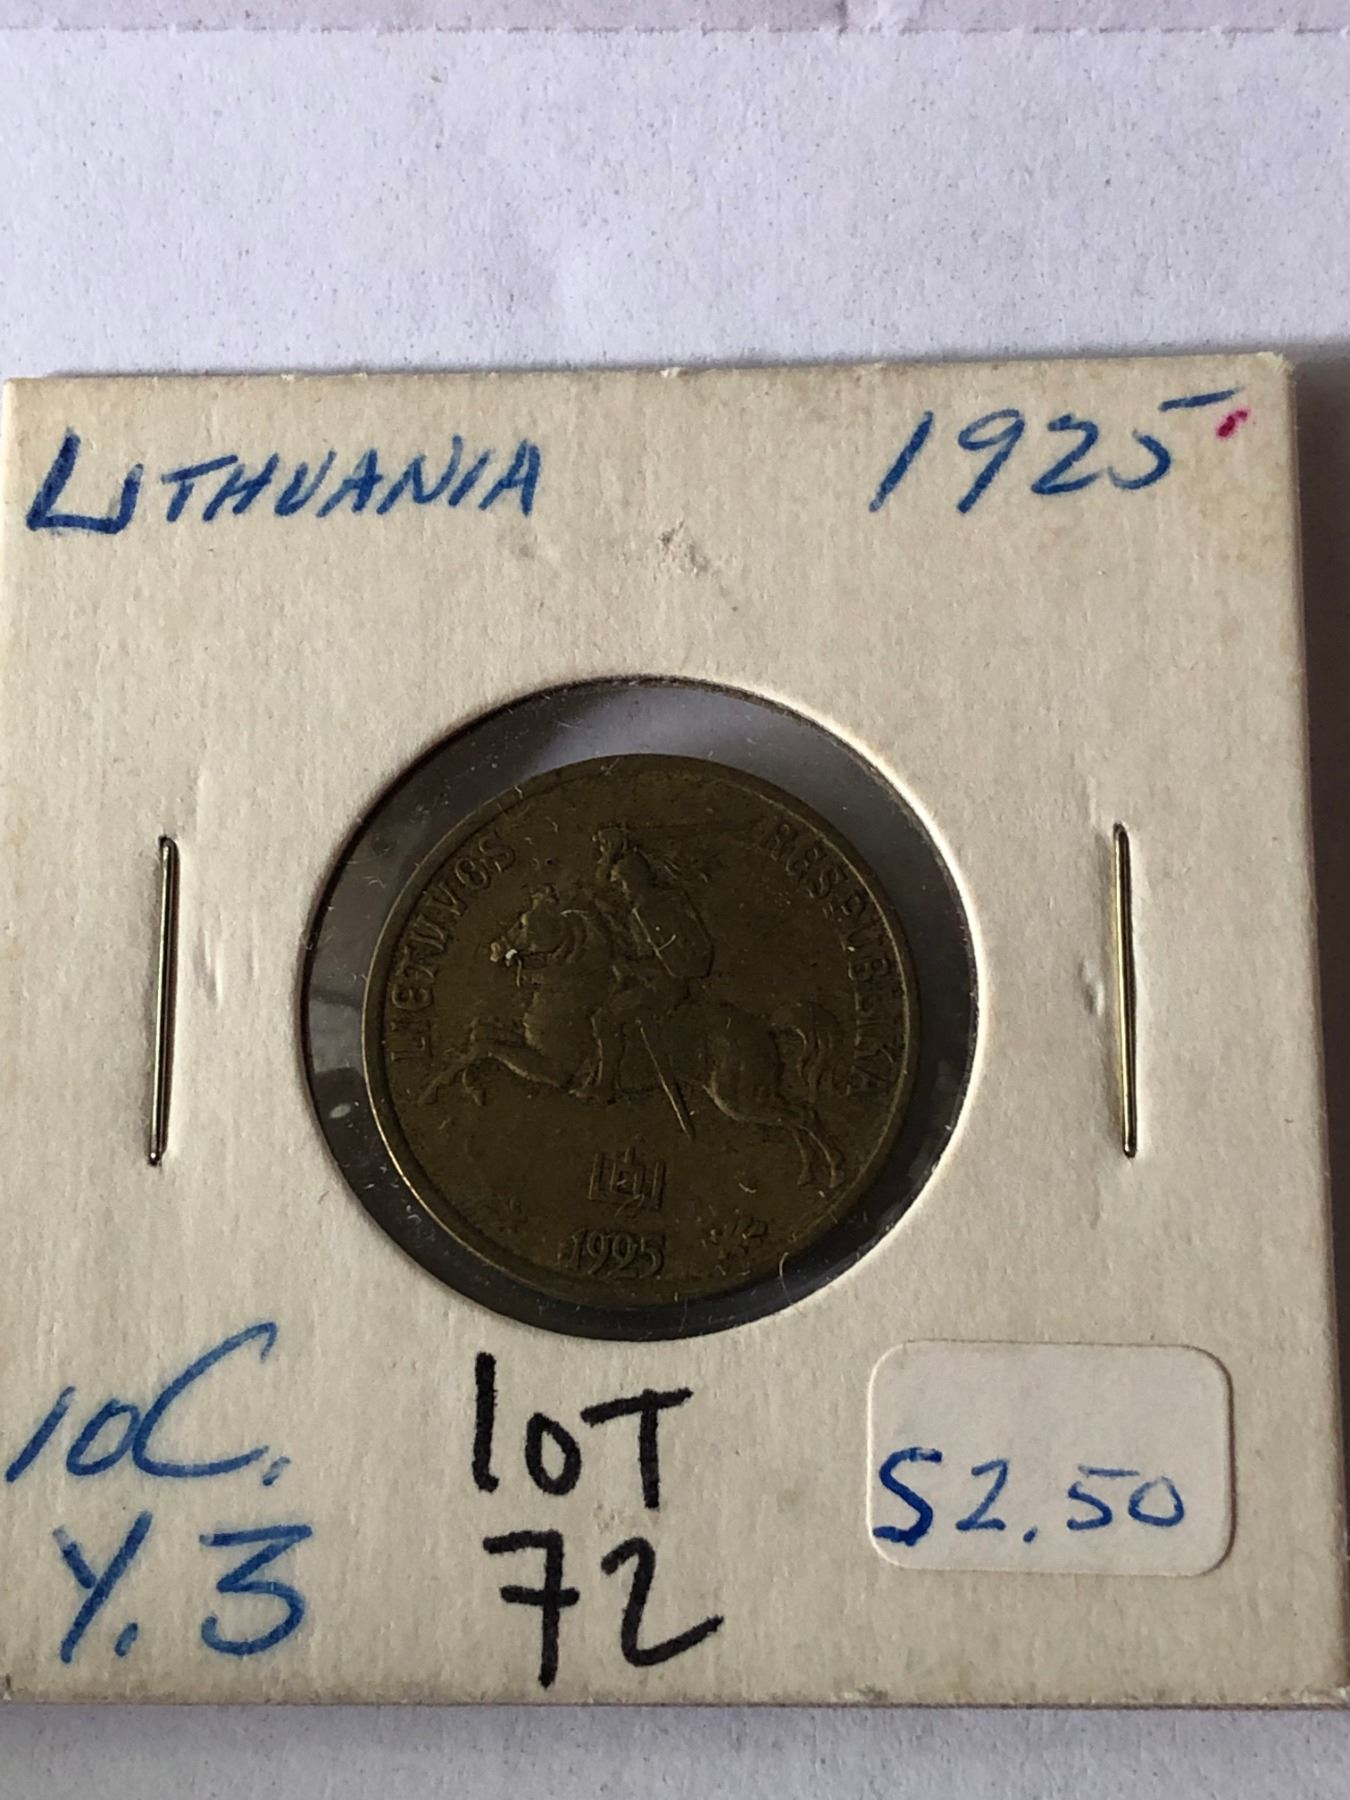 LITHUANIA 1925
LIETUVOS RESPUBLIKA
1925
10C.
Y.3
LOT
72
$2.50